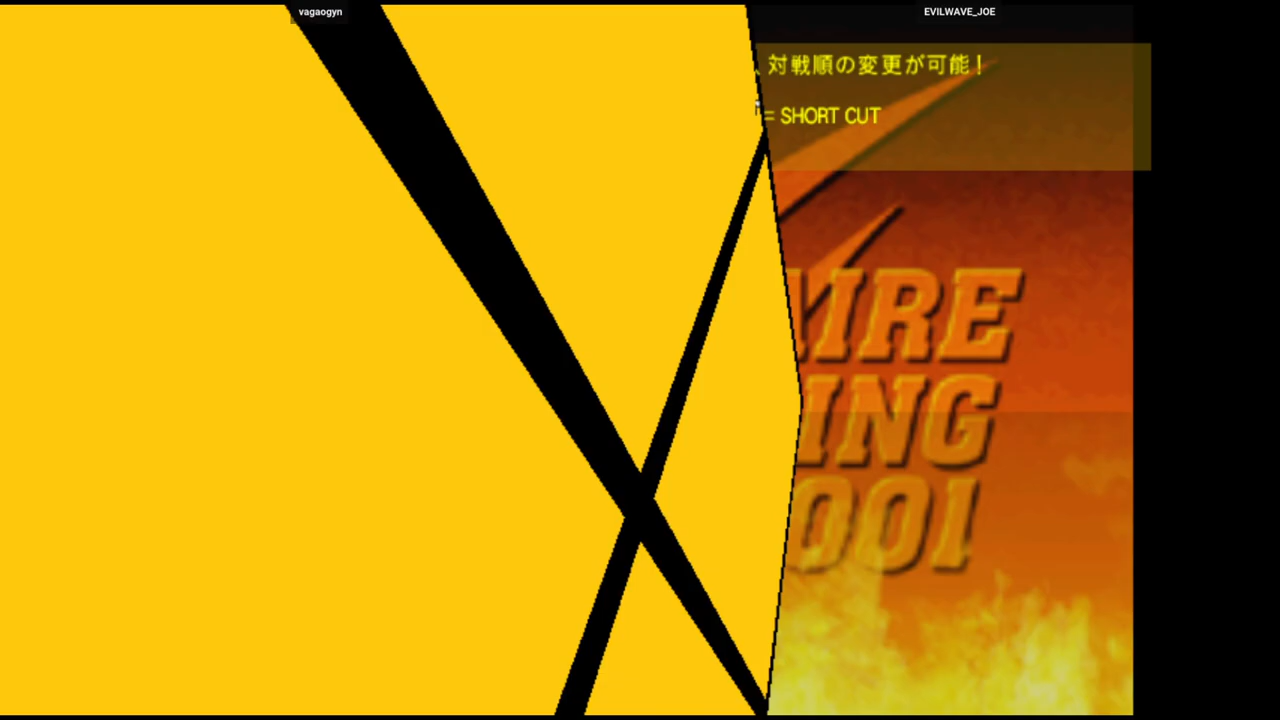 vagaogyn
EVILWAVE_JOE
対戦順の変更が可能!
= SHORT CUT
IRE
ING
001